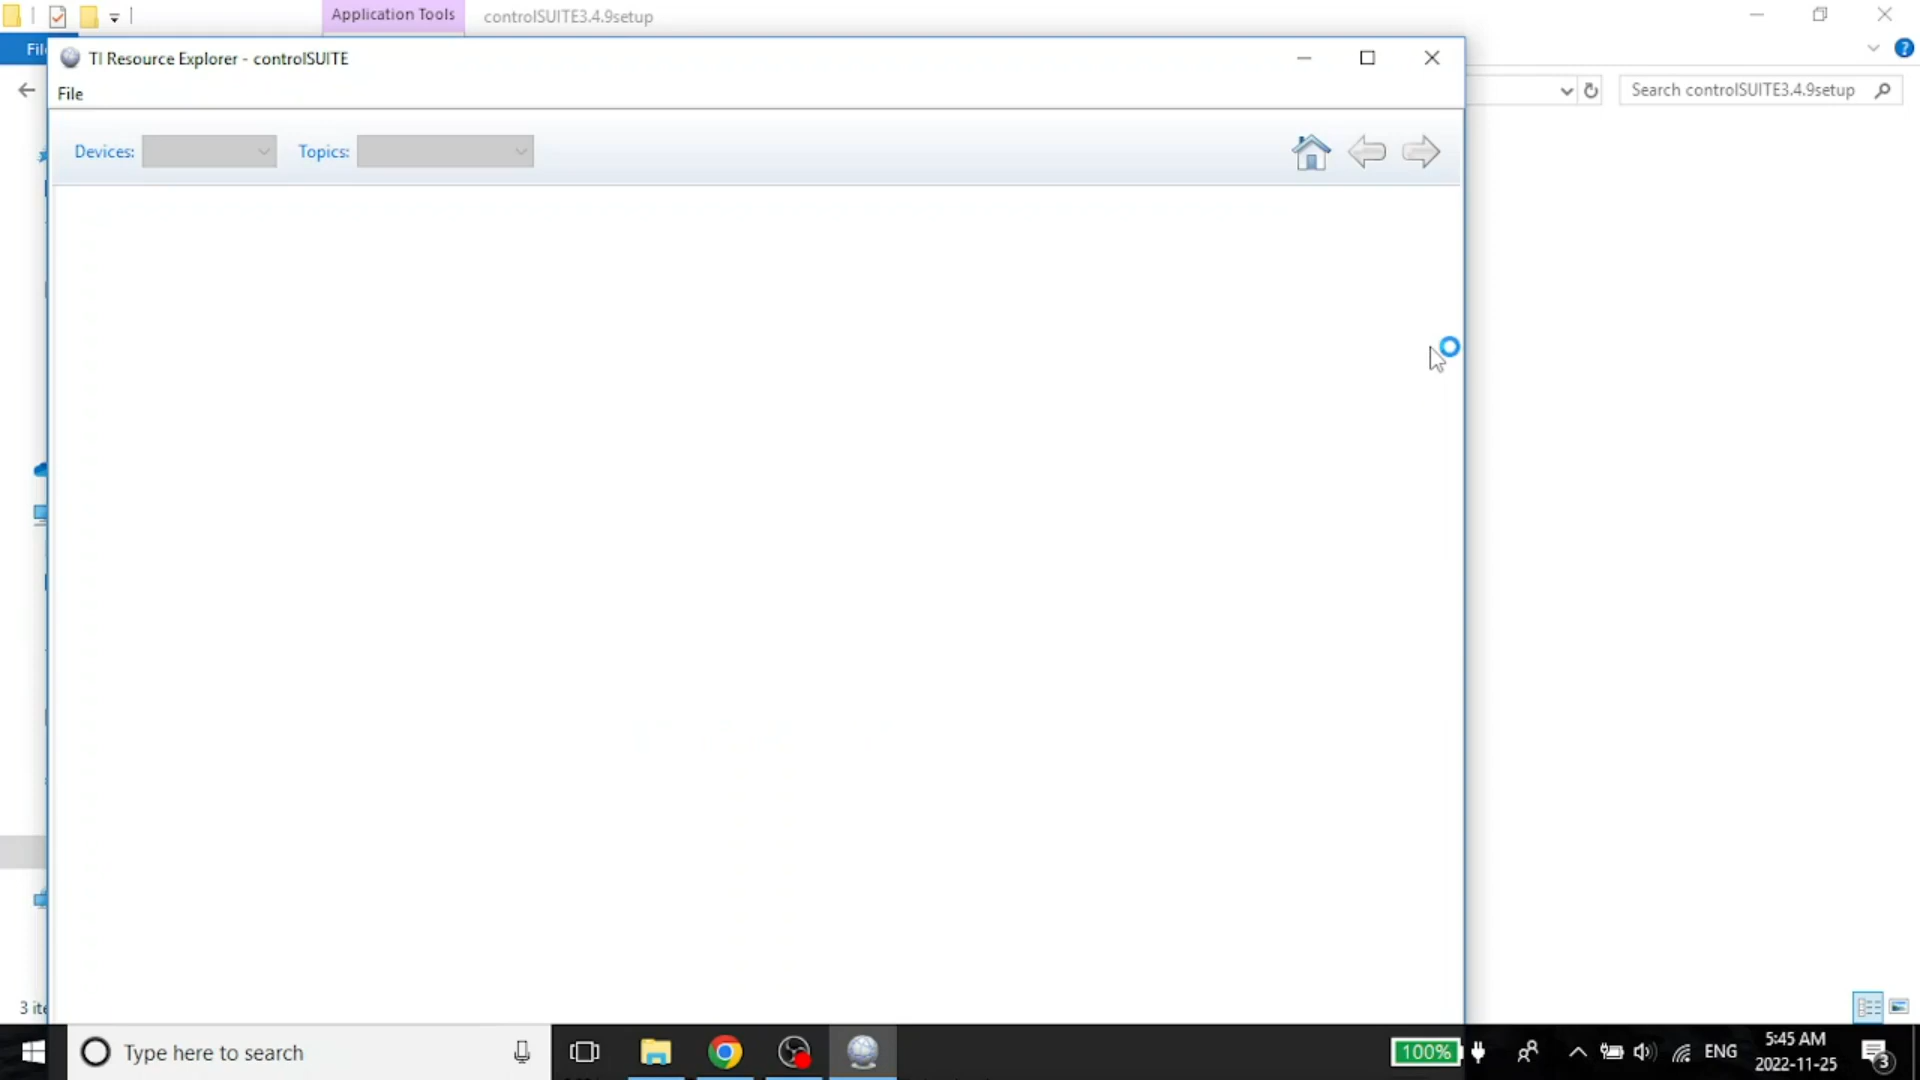 Application Tools
controlSUITE3.4.9setup
TI Resource Explorer - controlSUITE
File
Search controlSUITE3.4.9setup
Devices:
Topics:
Type here to search
100%
ENG
5:45 AM
2022-11-25
3